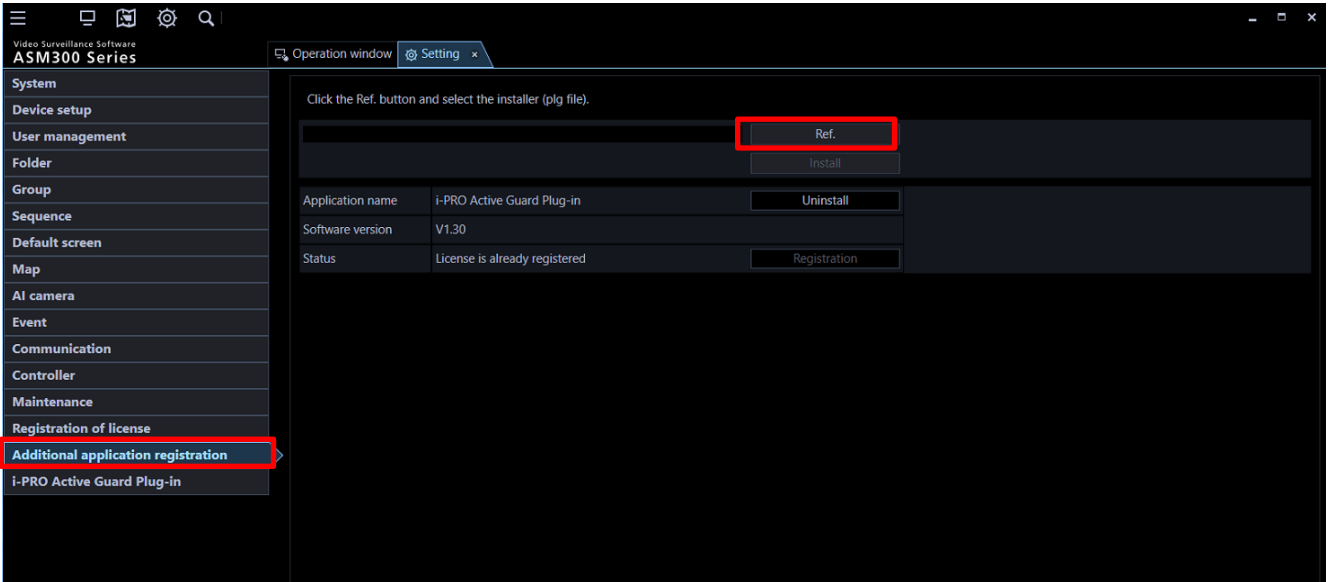 Video Surveillance Software
ASM300 Series
Operation window
Setting ×
System
Device setup
User management
Folder
Group
Sequence
Default screen
Map
AI camera
Event
Communication
Controller
Maintenance
Registration of license
Additional application registration
i-PRO Active Guard Plug-in
Click the Ref. button and select the installer (plg file).
Ref.
Install
Application name i-PRO Active Guard Plug-in Uninstall
Software version V1.30
Status License is already registered Registration